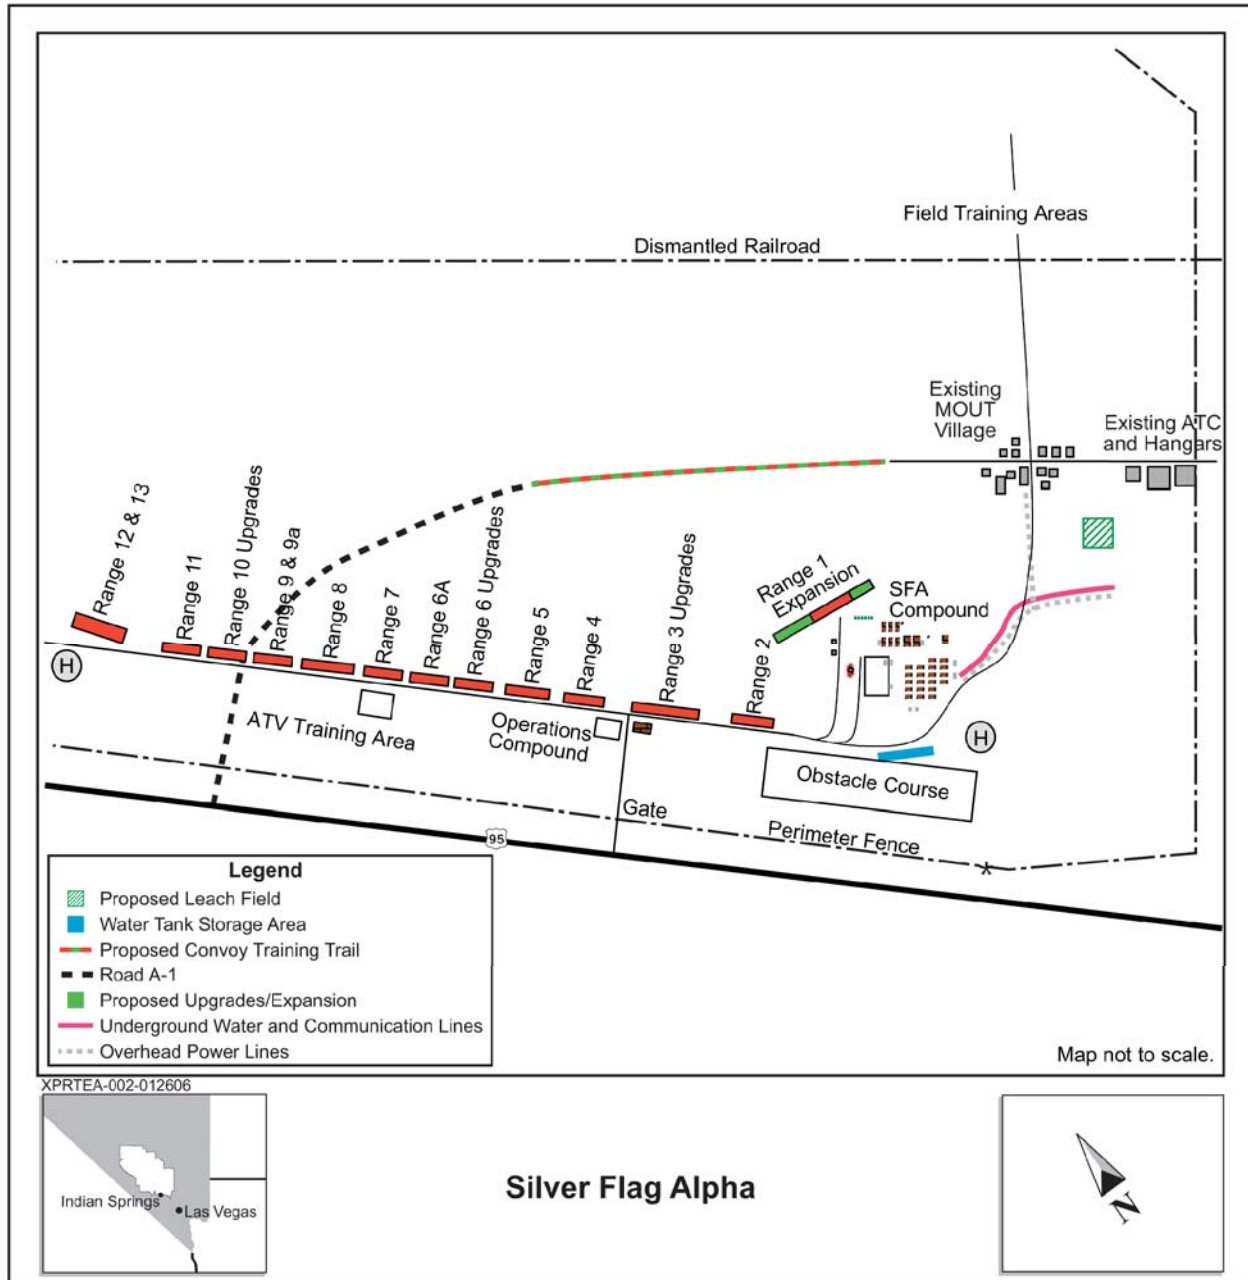 Field Training Areas
Dismantled Railroad
Existing
MOUT
Village
Existing ATC
and Hangars
Range 12 & 13
Range 11
Range 10 Upgrades
Range 9 & 9a
Range 8
Range 7
Range 6A
Range 6 Upgrades
Range 5
Range 4
Range 3 Upgrades
Range 2
Range 1
Expansion
SFA
Compound
H
ATV Training Area
Operations
Compound
H
Obstacle Course
Gate
Perimeter Fence
95
Legend
Proposed Leach Field
Water Tank Storage Area
Proposed Convoy Training Trail
Road A-1
Proposed Upgrades/Expansion
Underground Water and Communication Lines
Overhead Power Lines
Map not to scale.
XPRTEA-002-012606
Indian Springs
Las Vegas
Silver Flag Alpha
N